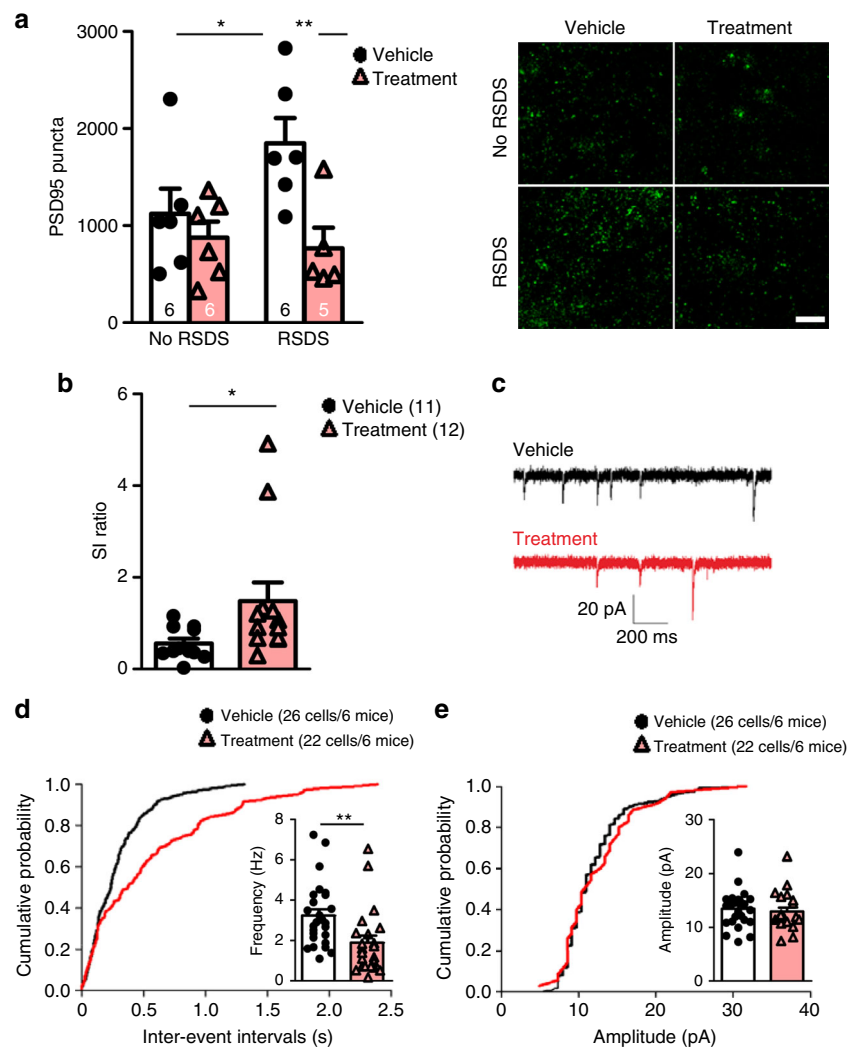 a
3000
2000
1000
0
PSD95 puncta
*
**
Vehicle
Treatment
6
6
6
5
No RSDS
RSDS
Vehicle
Treatment
No RSDS
RSDS
b
6
4
2
0
SI ratio
*
Vehicle (11)
Treatment (12)
c
Vehicle
Treatment
20 pA
200 ms
d
Vehicle (26 cells/6 mice)
Treatment (22 cells/6 mice)
1.0
0.8
0.6
0.4
0.2
0.0
Cumulative probability
0
0.5
1.0
1.5
2.0
2.5
Inter-event intervals (s)
8
6
4
2
0
Frequency (Hz)
**
e
Vehicle (26 cells/6 mice)
Treatment (22 cells/6 mice)
1.0
0.8
0.6
0.4
0.2
0.0
Cumulative probability
0
10
20
30
40
Amplitude (pA)
30
20
10
0
Amplitude (pA)